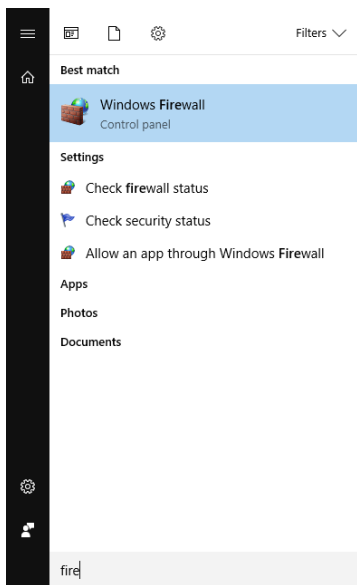 Filters
Best match
Windows Firewall
Control panel
Settings
Check firewall status
Check security status
Allow an app through Windows Firewall
Apps
Photos
Documents
fire